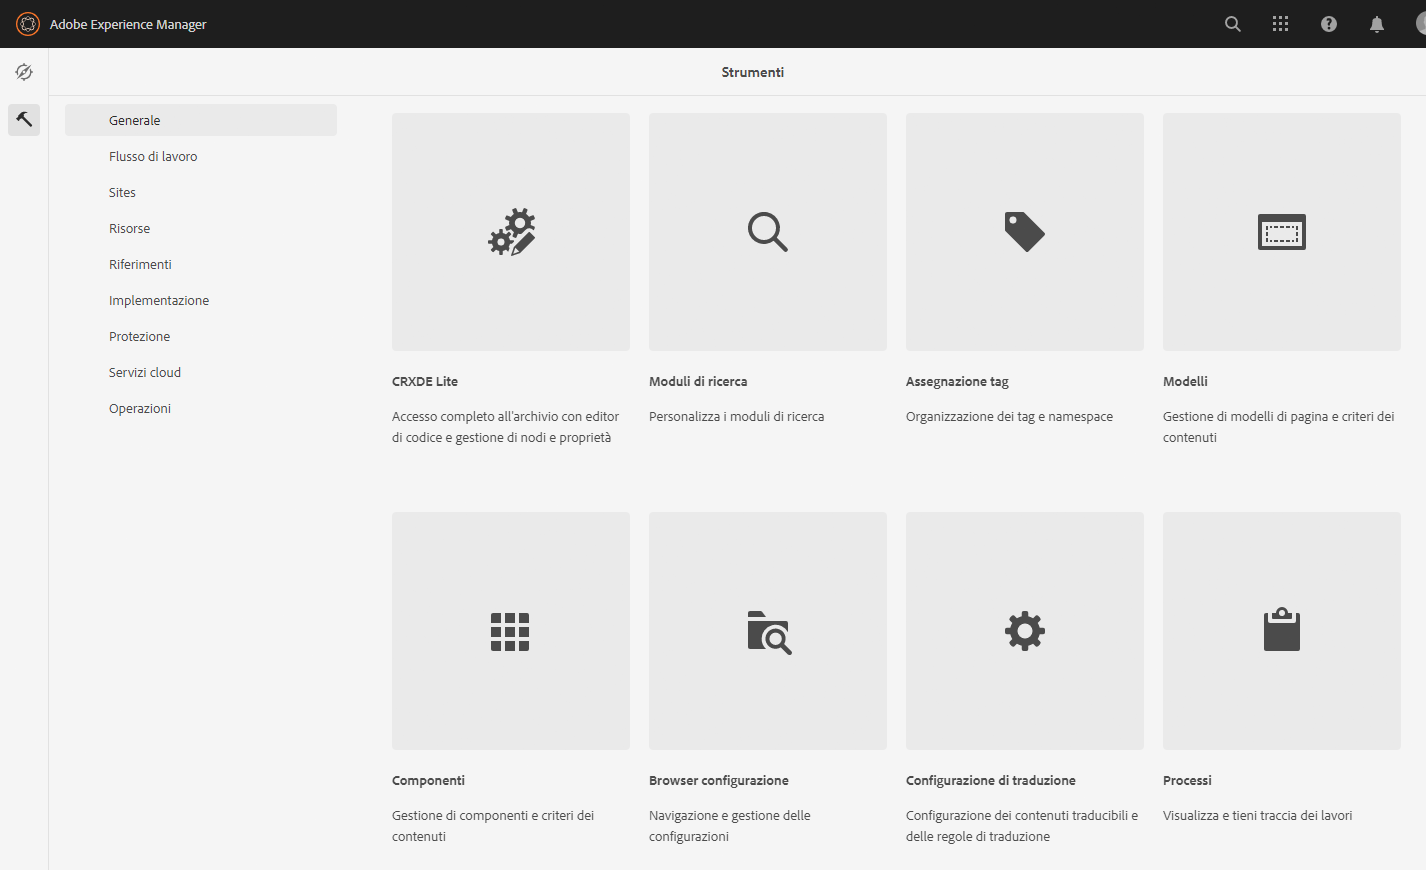 Adobe Experience Manager
Strumenti
Generale
Flusso di lavoro
Sites
Risorse
Riferimenti
Implementazione
Protezione
Servizi cloud
Operazioni
CRXDE Lite
Accesso completo all'archivio con editor
di codice e gestione di nodi e proprietà
Moduli di ricerca
Personalizza i moduli di ricerca
Assegnazione tag
Organizzazione dei tag e namespace
Modelli
Gestione di modelli di pagina e criteri dei
contenuti
Componenti
Gestione di componenti e criteri dei
contenuti
Browser configurazione
Navigazione e gestione delle
configurazioni
Configurazione di traduzione
Configurazione dei contenuti traducibili e
delle regole di traduzione
Processi
Visualizza e tieni traccia dei lavori